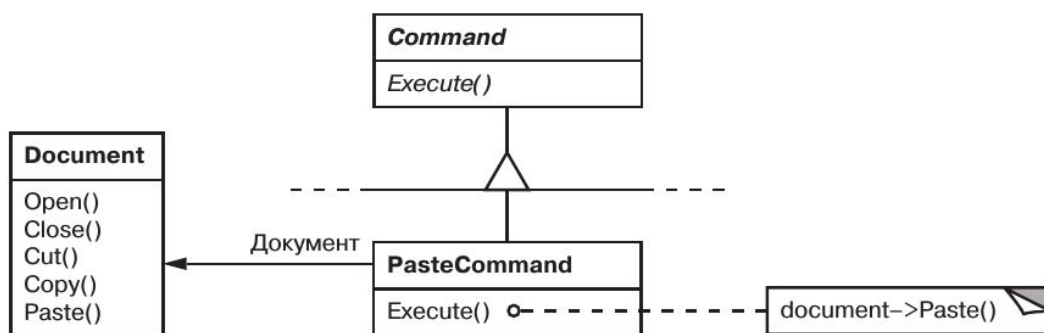 Command
Execute()
Document
Open()
Close()
Cut()
Copy()
Paste()
Документ
PasteCommand
Execute()
document–>Paste()